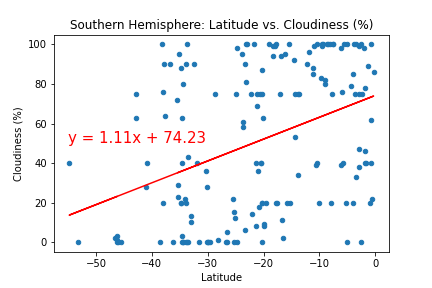 Southern Hemisphere: Latitude vs. Cloudiness (%)
100
80
60
40
20
0
Cloudiness (%)
y = 1.11x + 74.23
−50 −40 −30 −20 −10 0
Latitude